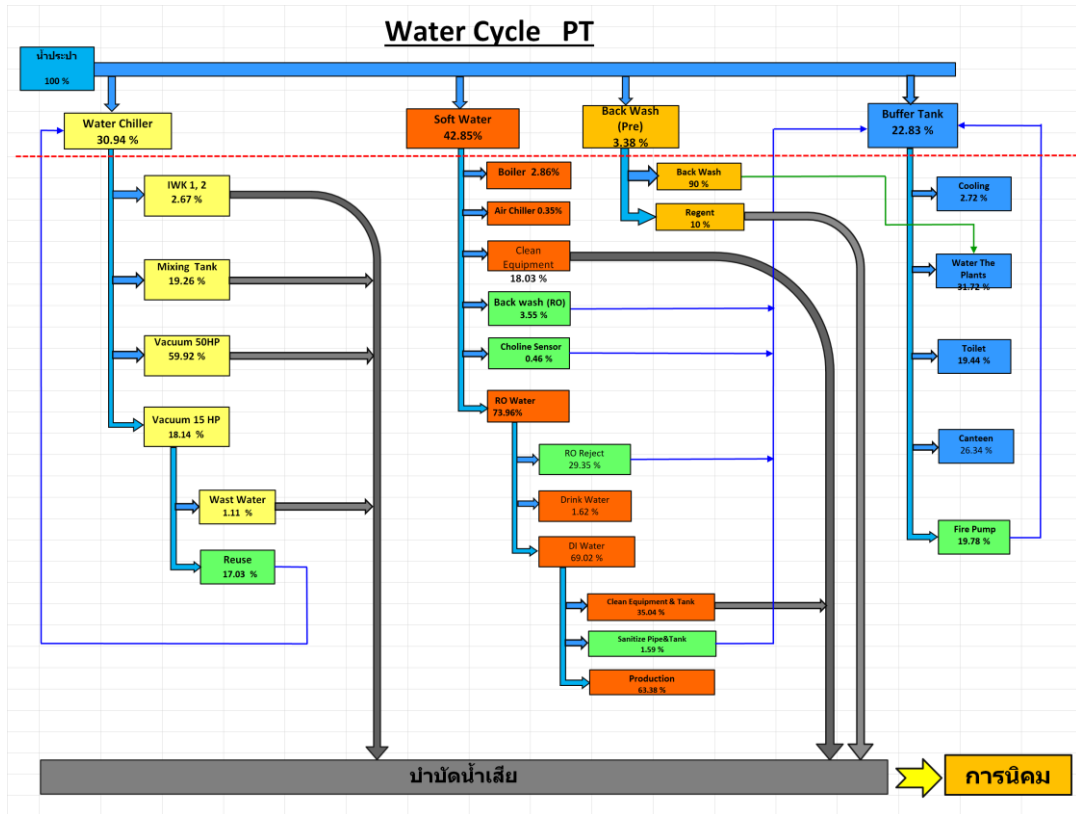 Water Cycle PT
น้ำประปา
100 %
Water Chiller
30.94 %
Soft Water
42.85%
Back Wash
(Pre)
3.38 %
Buffer Tank
22.83 %
IWK 1, 2
2.67 %
Mixing Tank
19.26 %
Vacuum 50HP
59.92 %
Vacuum 15 HP
18.14 %
Wast Water
1.11 %
Reuse
17.03 %
Boiler 2.86%
Air Chiller 0.35%
Clean
Equipment
18.03 %
Back wash (RO)
3.55 %
Choline Sensor
0.46 %
RO Water
73.96%
RO Reject
29.35 %
Drink Water
1.62 %
DI Water
69.02 %
Clean Equipment & Tank
35.04 %
Sanitize Pipe&Tank
1.59 %
Production
63.38 %
Back Wash
90 %
Regent
10 %
Cooling
2.72 %
Water The
Plants
31.72 %
Toilet
19.44 %
Canteen
26.34 %
Fire Pump
19.78 %
บำบัดน้ำเสีย
การนิคม